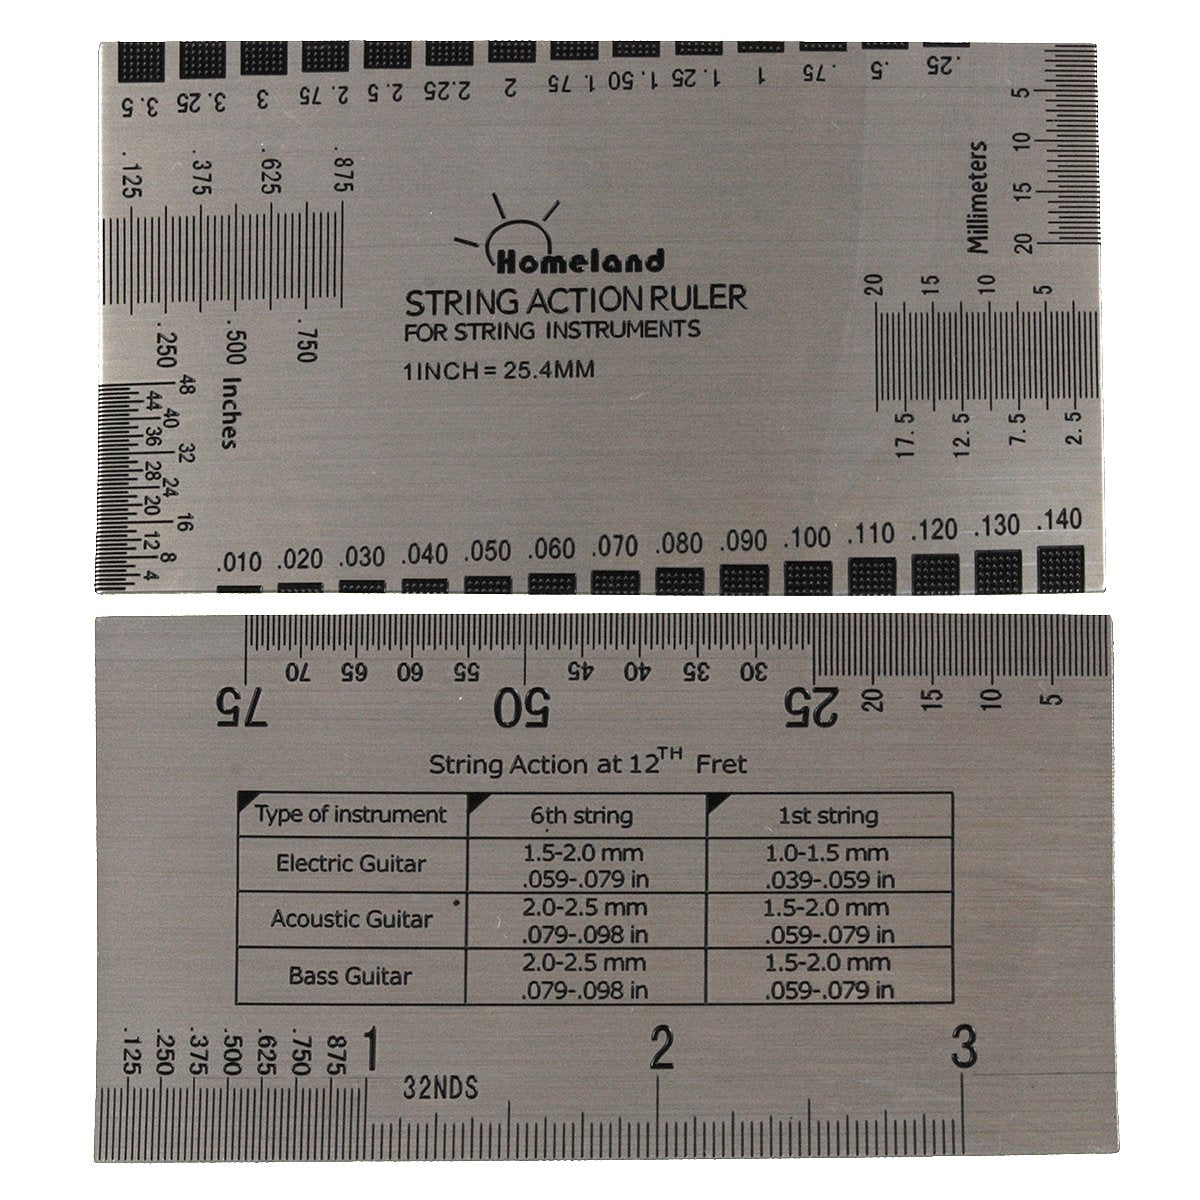 3.5 3.25 3 2.75 2.5 2.25 2 1.75 1.50 1.25 1.1 1 .75 .5 .25
.125 .375 .625 .875
.250 .500 .750
Inches
48 44 40 36 32 28 24 20 16 12 8 4
Homeland
STRING ACTION RULER
FOR STRING INSTRUMENTS
1INCH = 25.4MM
5 10 15 20
Millimeters
20 15 10 5
17.5 12.5 7.5 2.5
.010 .020 .030 .040 .050 .060 .070 .080 .090 .100 .110 .120 .130 .140
75 70 65 60 55 50 45 40 35 30 25 20 15 10 5
String Action at 12TH Fret
Type of instrument 6th string 1st string
Electric Guitar 1.5-2.0 mm 1.0-1.5 mm
.059-.079 in .039-.059 in
Acoustic Guitar 2.0-2.5 mm 1.5-2.0 mm
.079-.098 in .059-.079 in
Bass Guitar 2.0-2.5 mm 1.5-2.0 mm
.079-.098 in .059-.079 in
.125 .250 .375 .500 .625 .750 .875 1 2 3
32NDS